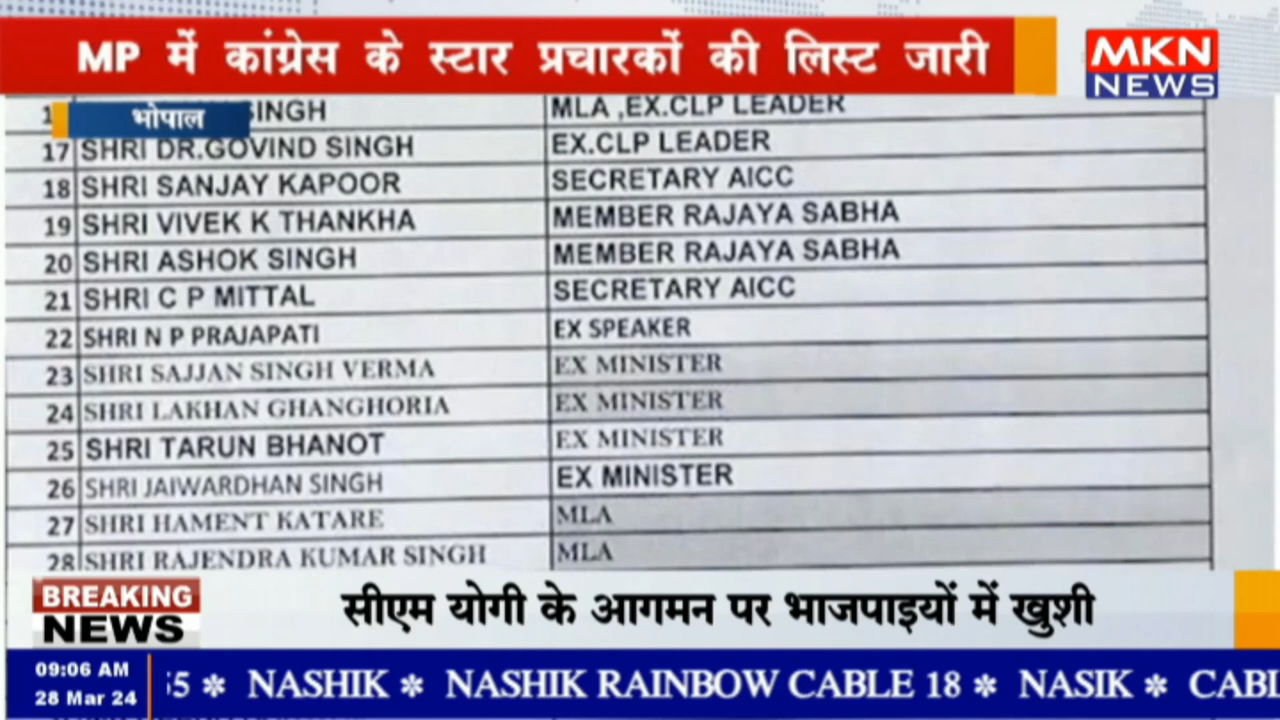 MP में कांग्रेस के स्टार प्रचारकों की लिस्ट जारी
MKN
NEWS
भोपाल
SINGH MLA ,EX.CLP LEADER
17 SHRI DR.GOVIND SINGH EX.CLP LEADER
18 SHRI SANJAY KAPOOR SECRETARY AICC
19 SHRI VIVEK K THANKHA MEMBER RAJAYA SABHA
20 SHRI ASHOK SINGH MEMBER RAJAYA SABHA
21 SHRI C P MITTAL SECRETARY AICC
22 SHRI N P PRAJAPATI EX SPEAKER
23 SHRI SAJJAN SINGH VERMA EX MINISTER
24 SHRI LAKHAN GHANGHORIA EX MINISTER
25 SHRI TARUN BHANOT EX MINISTER
26 SHRI JAIWARDHAN SINGH EX MINISTER
27 SHRI HAMENT KATARE MLA
28 SHRI RAJENDRA KUMAR SINGH MLA
BREAKING
NEWS
सीएम योगी के आगमन पर भाजपाइयों में खुशी
09:06 AM
28 Mar 24
55 * NASHIK * NASHIK RAINBOW CABLE 18 * NASIK * CABL